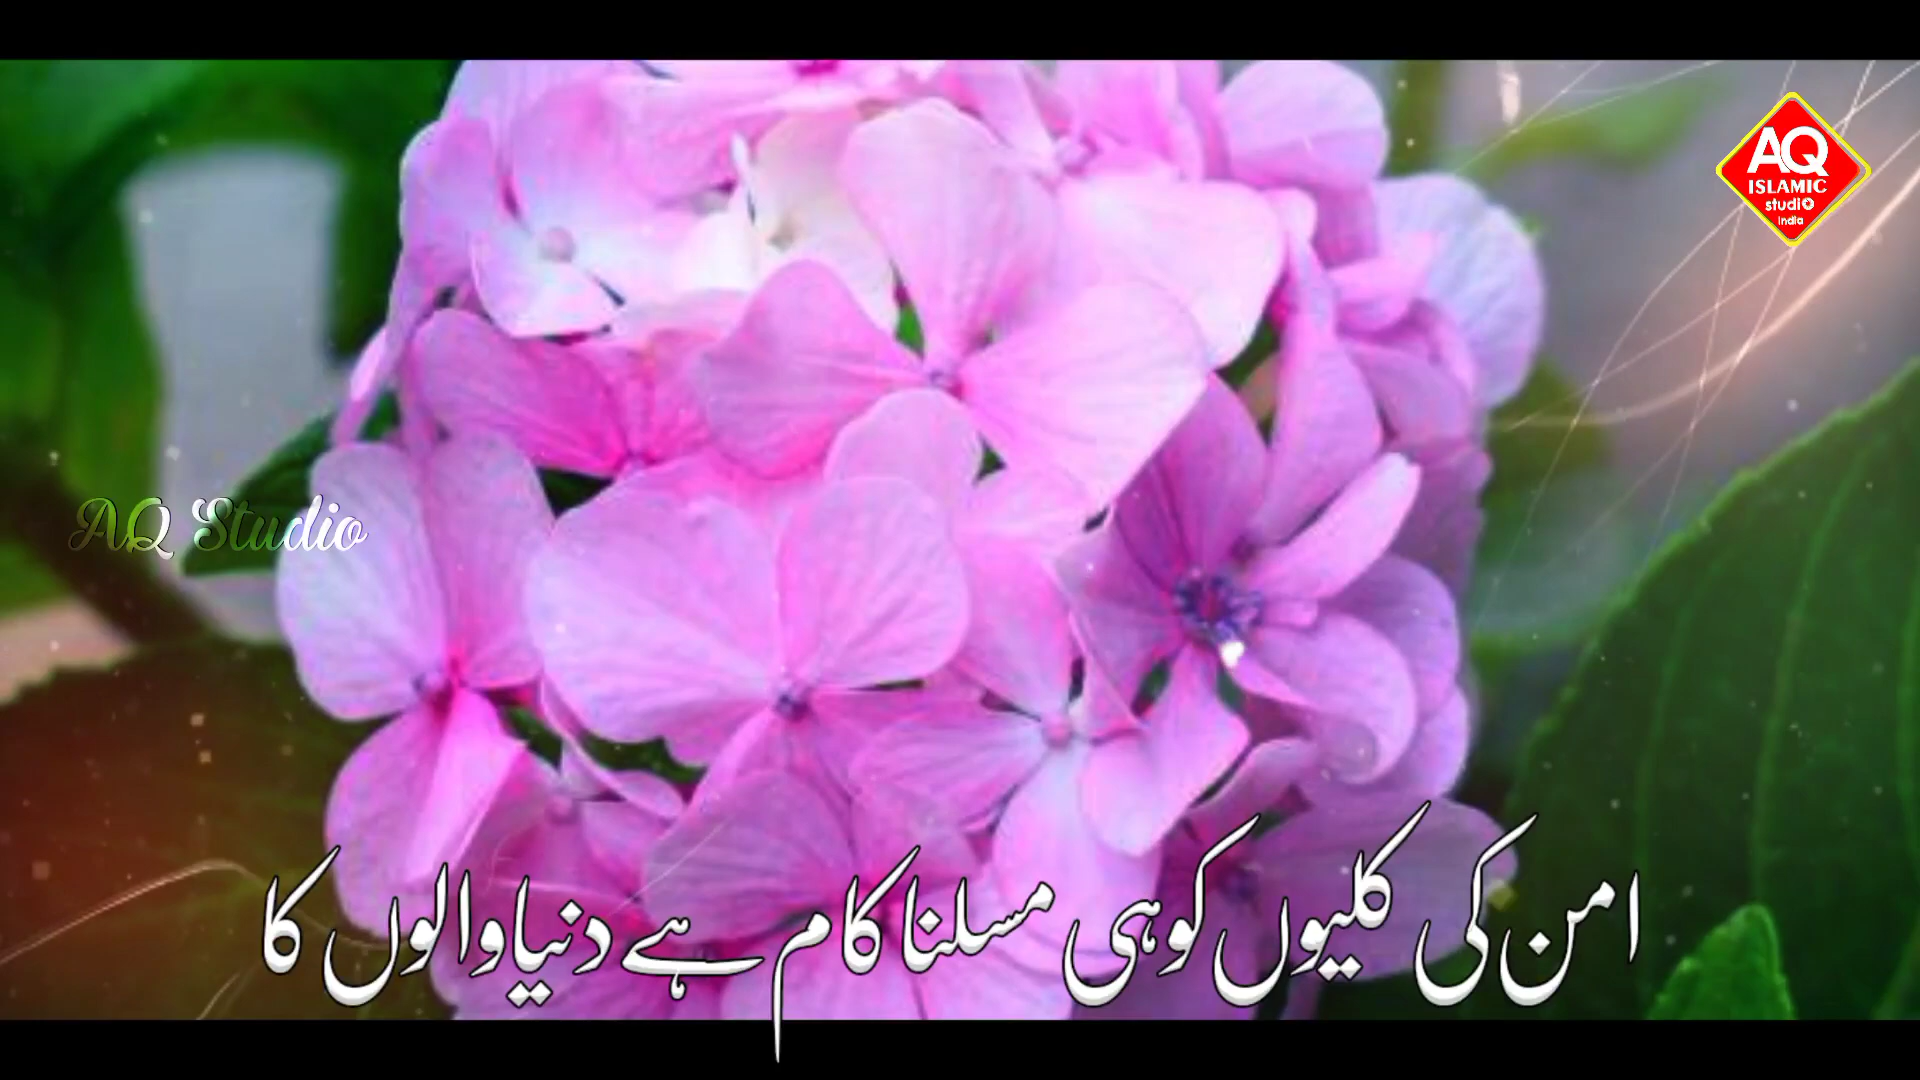 AQ
ISLAMIC
studio
india
AQ Studio
امن کی کلیوں کو ہی مسلنا کام ہے دنیا والوں کا